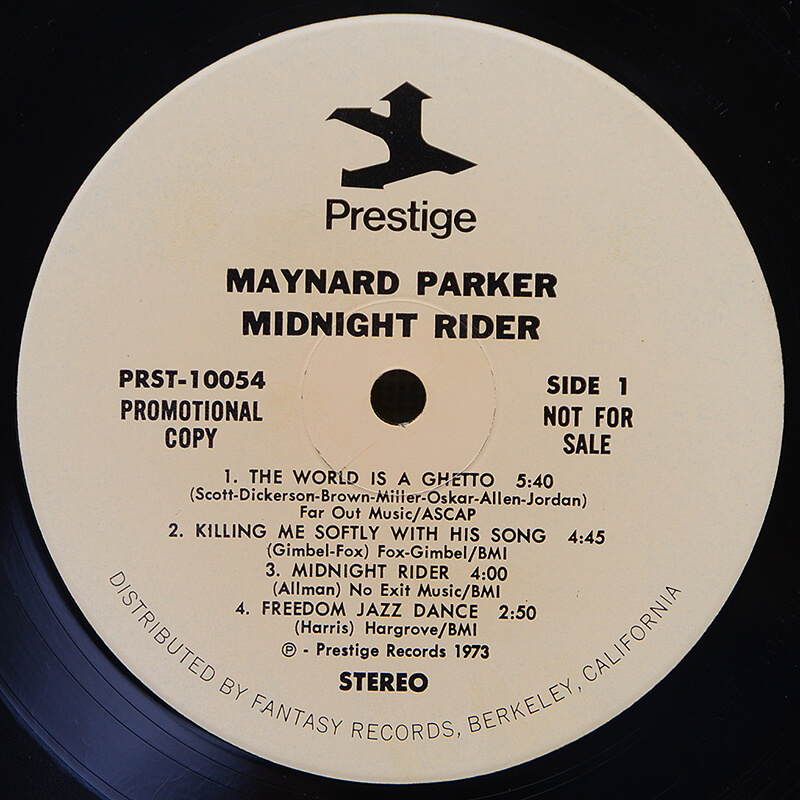 Prestige
MAYNARD PARKER
MIDNIGHT RIDER
PRST-10054
PROMOTIONAL
COPY
SIDE 1
NOT FOR
SALE
1. THE WORLD IS A GHETTO 5:40
(Scott-Dickerson-Brown-Miller-Oskar-Allen-Jordan)
Far Out Music/ASCAP
2. KILLING ME SOFTLY WITH HIS SONG 4:45
(Gimbel-Fox) Fox-Gimbel/BMI
3. MIDNIGHT RIDER 4:00
(Allman) No Exit Music/BMI
4. FREEDOM JAZZ DANCE 2:50
(Harris) Hargrove/BMI
℗ - Prestige Records 1973
STEREO
DISTRIBUTED BY FANTASY RECORDS, BERKELEY, CALIFORNIA